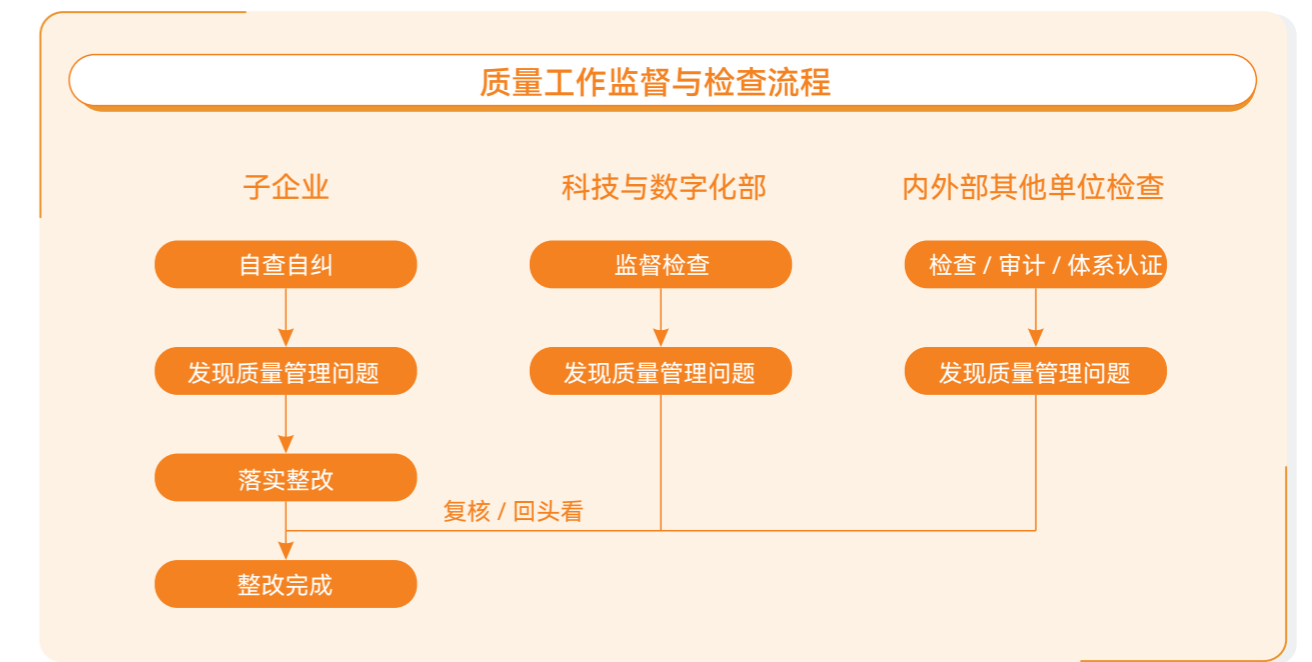 质量工作监督与检查流程
子企业
科技与数字化部
内外部其他单位检查
自查自纠
监督检查
检查 / 审计 / 体系认证
发现质量管理问题
发现质量管理问题
发现质量管理问题
落实整改
复核 / 回头看
整改完成